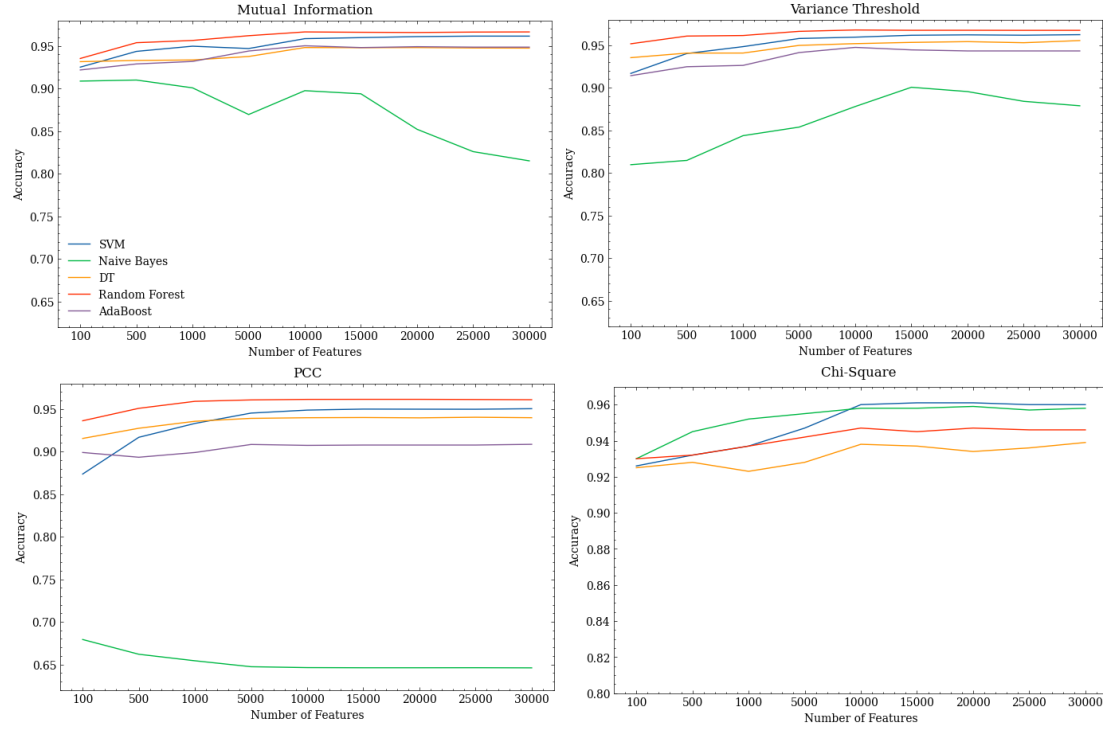 Mutual Information
0.95
0.90
0.85
0.80
0.75
0.70
0.65
Accuracy
SVM
Naive Bayes
DT
Random Forest
AdaBoost
100 500 1000 5000 10000 15000 20000 25000 30000
Number of Features
Variance Threshold
0.95
0.90
0.85
0.80
0.75
0.70
0.65
Accuracy
100 500 1000 5000 10000 15000 20000 25000 30000
Number of Features
PCC
0.95
0.90
0.85
0.80
0.75
0.70
0.65
Accuracy
100 500 1000 5000 10000 15000 20000 25000 30000
Number of Features
Chi-Square
0.96
0.94
0.92
0.90
0.88
0.86
0.84
0.82
0.80
Accuracy
100 500 1000 5000 10000 15000 20000 25000 30000
Number of Features